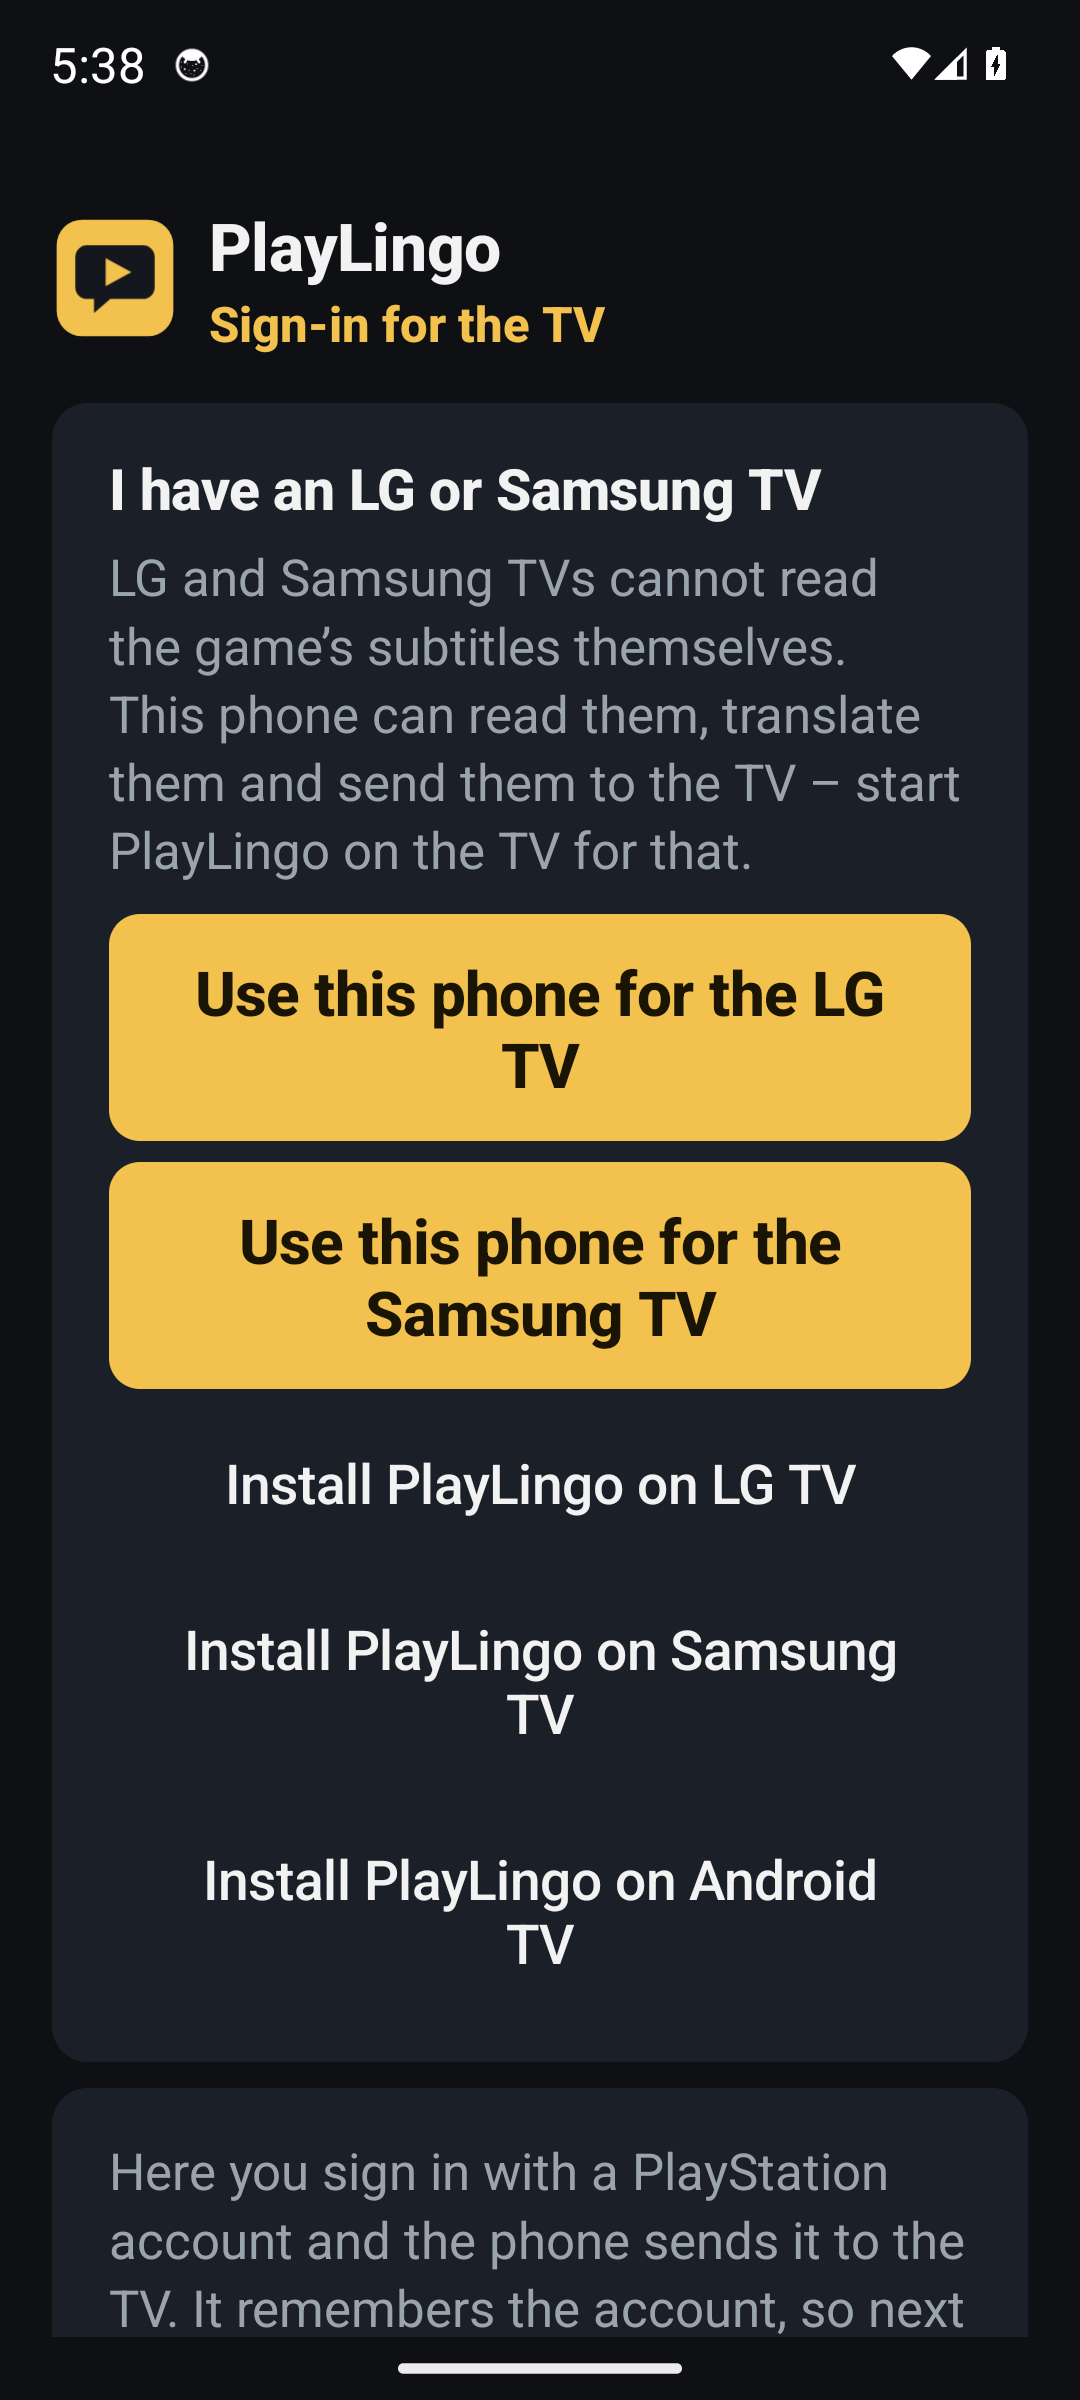 5:38
PlayLingo
Sign-in for the TV
I have an LG or Samsung TV
LG and Samsung TVs cannot read
the game’s subtitles themselves.
This phone can read them, translate
them and send them to the TV – start
PlayLingo on the TV for that.
Use this phone for the LG
TV
Use this phone for the
Samsung TV
Install PlayLingo on LG TV
Install PlayLingo on Samsung
TV
Install PlayLingo on Android
TV
Here you sign in with a PlayStation
account and the phone sends it to the
TV. It remembers the account, so next